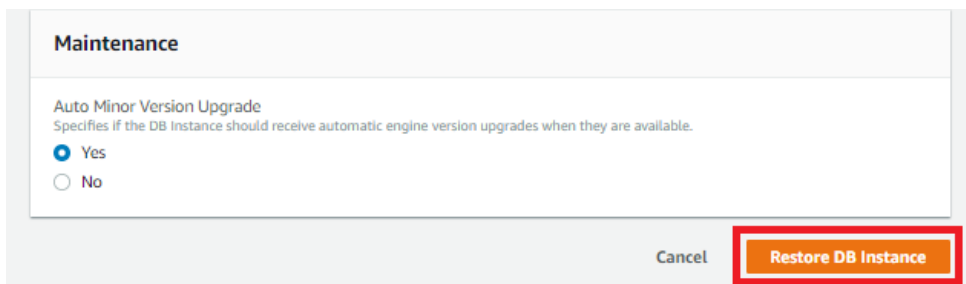 Maintenance
Auto Minor Version Upgrade
Specifies if the DB Instance should receive automatic engine version upgrades when they are available.
Yes
No
Cancel
Restore DB Instance